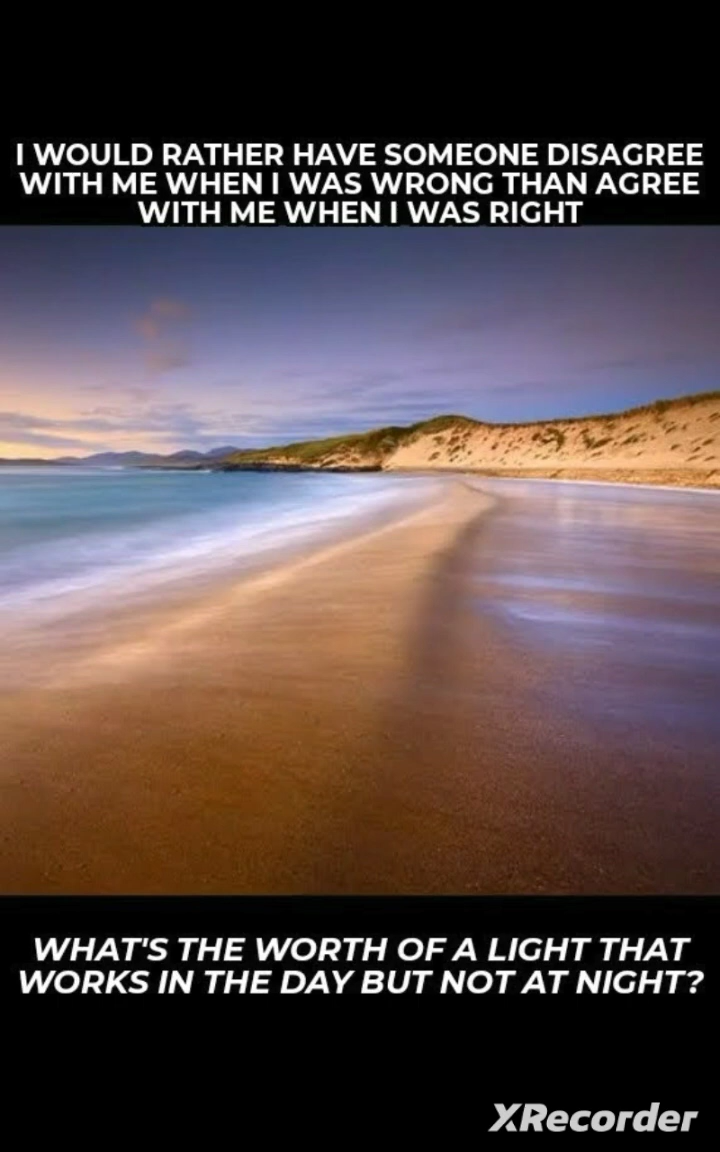 I WOULD RATHER HAVE SOMEONE DISAGREE
WITH ME WHEN I WAS WRONG THAN AGREE
WITH ME WHEN I WAS RIGHT
WHAT'S THE WORTH OF A LIGHT THAT
WORKS IN THE DAY BUT NOT AT NIGHT?
XRecorder